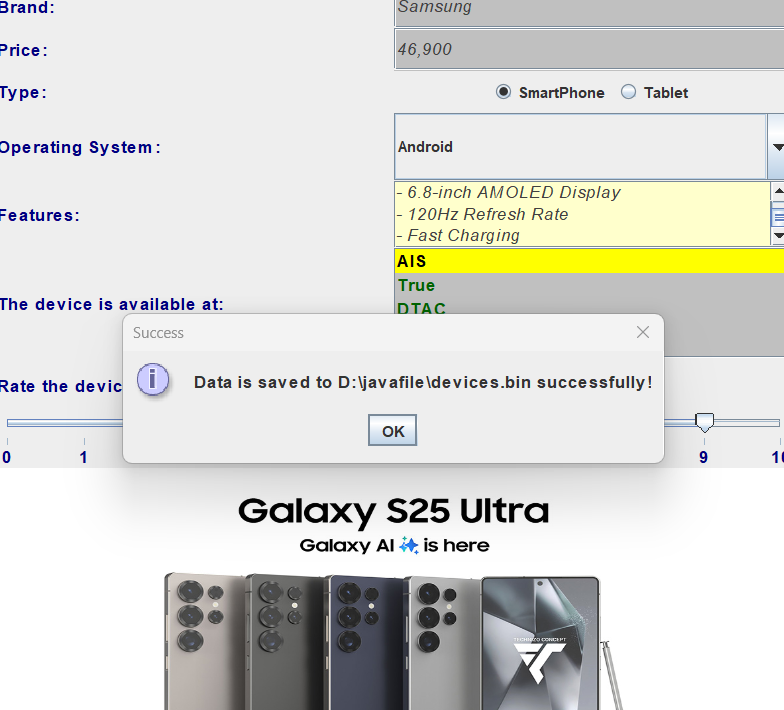 Brand:
Samsung
Price:
46,900
Type:
SmartPhone
Tablet
Operating System:
Android
Features:
- 6.8-inch AMOLED Display
- 120Hz Refresh Rate
- Fast Charging
The device is available at:
AIS
True
DTAC
Success
Data is saved to D:\javafile\devices.bin successfully!
OK
Rate the devic
0
1
9
10
Galaxy S25 Ultra
Galaxy AI is here